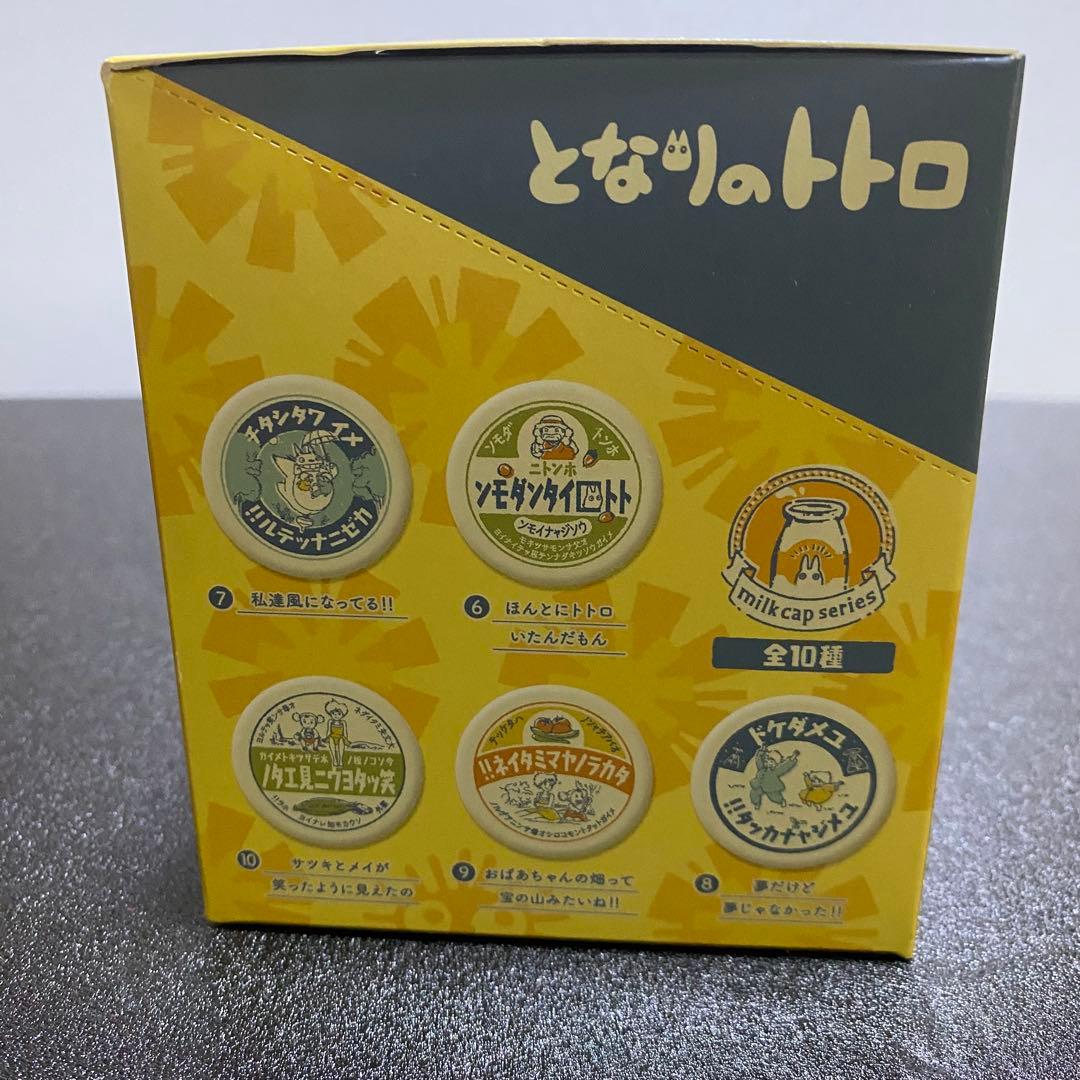 となりのトトロ
チタシタワ イメ
!!ルテッナニゼカ
7 私達風になってる!!
ンモダ
トンホ
ニトンホ
ンモダンタイロトト
ンモイナャジソウ
6 ほんとにトトロ
いたんだもん
milk cap series
全10種
ノタエ見ニウヨタッ笑
10 サツキとメイが
笑ったように見えたの
!!ネイタミマヤノラカタ
9 おばあちゃんの畑って
宝の山みたいね!!
ドケダメユ
!!タッカナャジメユ
8 夢だけど
夢じゃなかった!!